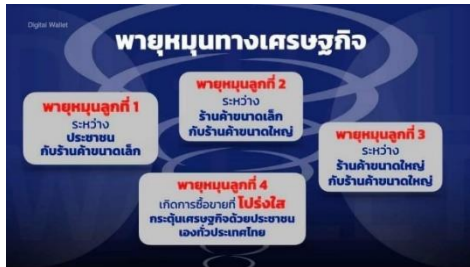 Digital Wallet
พายุหมุนทางเศรษฐกิจ
พายุหมุนลูกที่ 1
ระหว่าง
ประชาชน
กับร้านค้าขนาดเล็ก
พายุหมุนลูกที่ 2
ระหว่าง
ร้านค้าขนาดเล็ก
กับร้านค้าขนาดใหญ่
พายุหมุนลูกที่ 3
ระหว่าง
ร้านค้าขนาดใหญ่
กับร้านค้าขนาดใหญ่
พายุหมุนลูกที่ 4
เกิดการซื้อขายที่ โปร่งใส
กระตุ้นเศรษฐกิจด้วยประชาชน
เองทั่วประเทศไทย